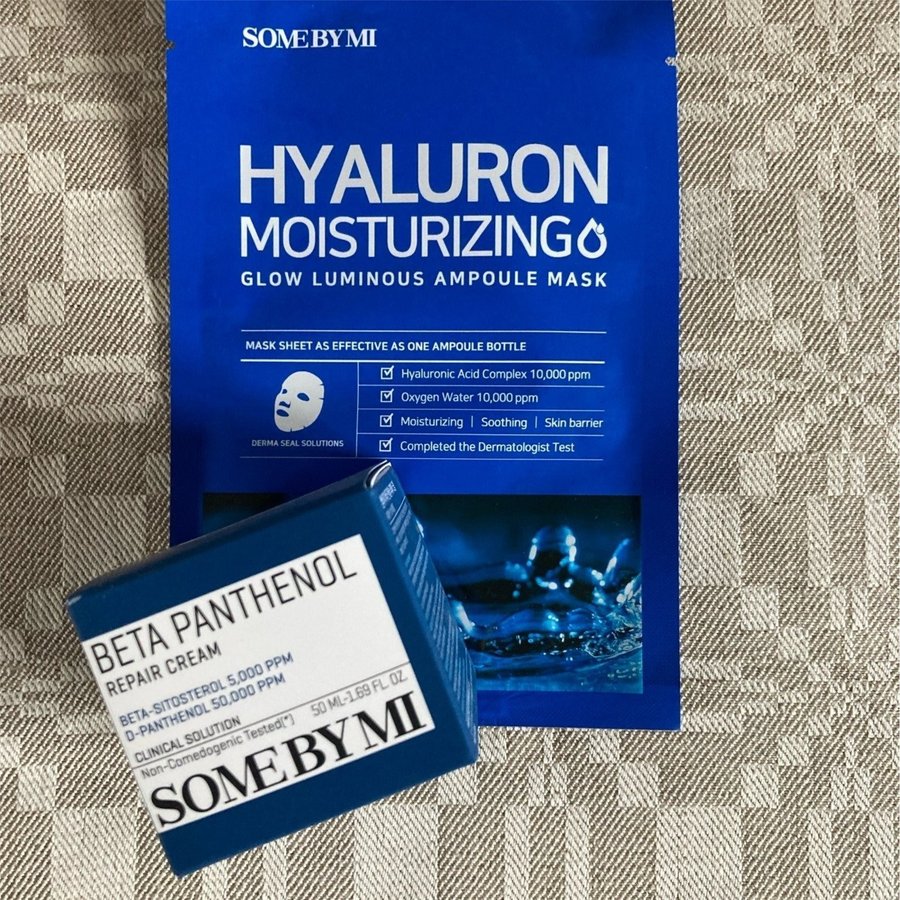 SOME BY MI
HYALURON
MOISTURIZING
GLOW LUMINOUS AMPOULE MASK
MASK SHEET AS EFFECTIVE AS ONE AMPOULE BOTTLE
Hyaluronic Acid Complex 10,000 ppm
Oxygen Water 10,000 ppm
Moisturizing | Soothing | Skin barrier
Completed the Dermatologist Test
DERMA SEAL SOLUTIONS
BETA PANTHENOL
REPAIR CREAM
BETA-SITOSTEROL 5,000 PPM
D-PANTHENOL 50,000 PPM
CLINICAL SOLUTION 50 ML-1.69 FL OZ.
Non-Comedogenic Tested(*)
SOME BY MI